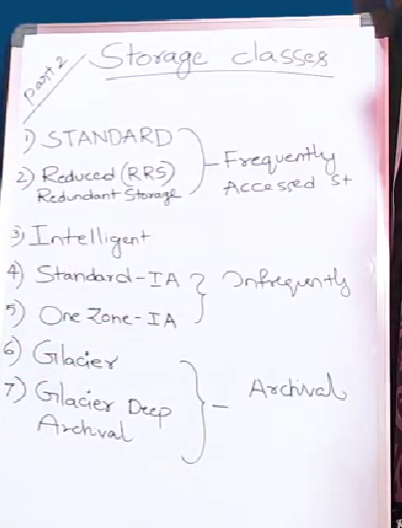 Part 2
Storage classes
1) STANDARD
2) Reduced (RRS)
Redundant Storage
Frequently
Accessed St
3) Intelligent
4) Standard-IA
5) One Zone-IA
Infrequently
6) Glacier
7) Glacier Deep
Archival
Archival